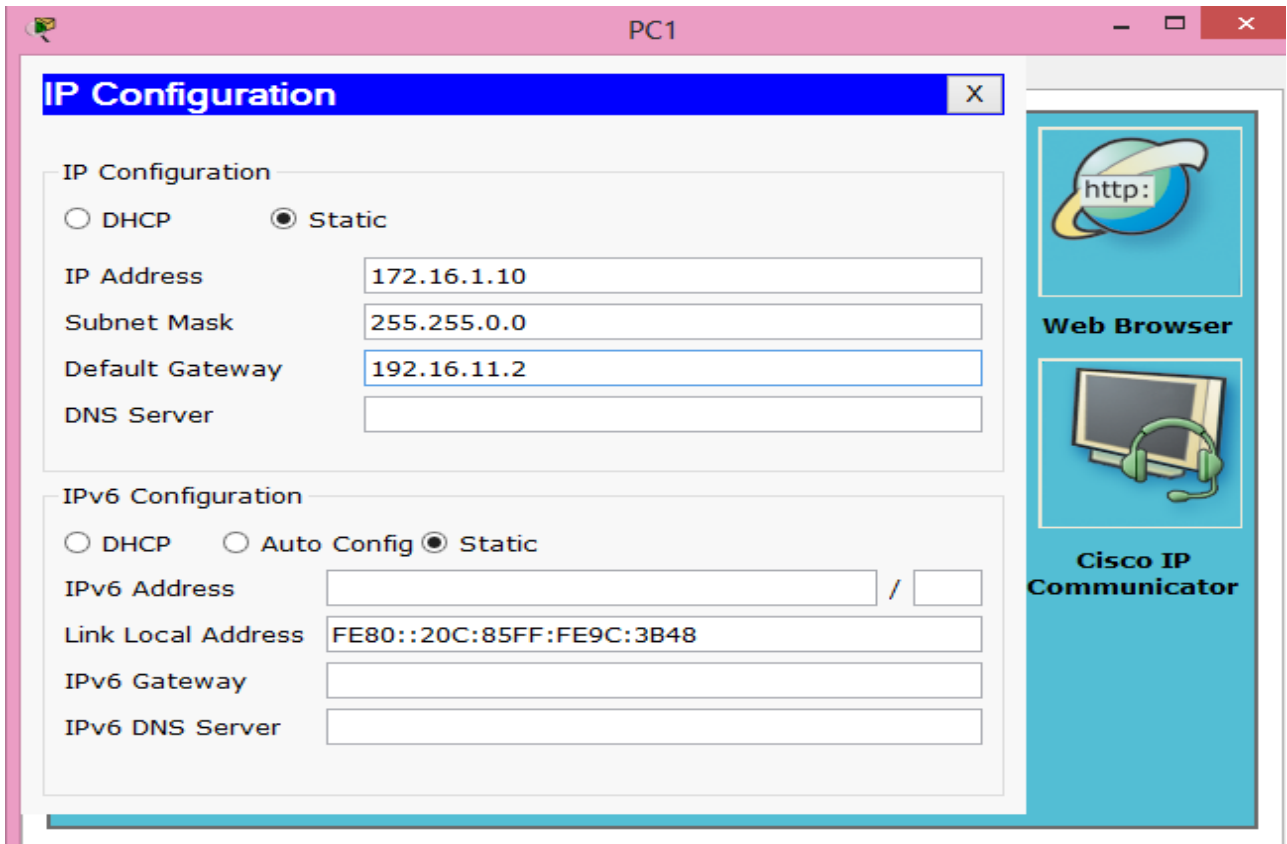 PC1
IP Configuration X
IP Configuration
DHCP Static
IP Address 172.16.1.10
Subnet Mask 255.255.0.0
Default Gateway 192.16.11.2
DNS Server
IPv6 Configuration
DHCP Auto Config Static
IPv6 Address /
Link Local Address FE80::20C:85FF:FE9C:3B48
IPv6 Gateway
IPv6 DNS Server
http:
Web Browser
Cisco IP
Communicator